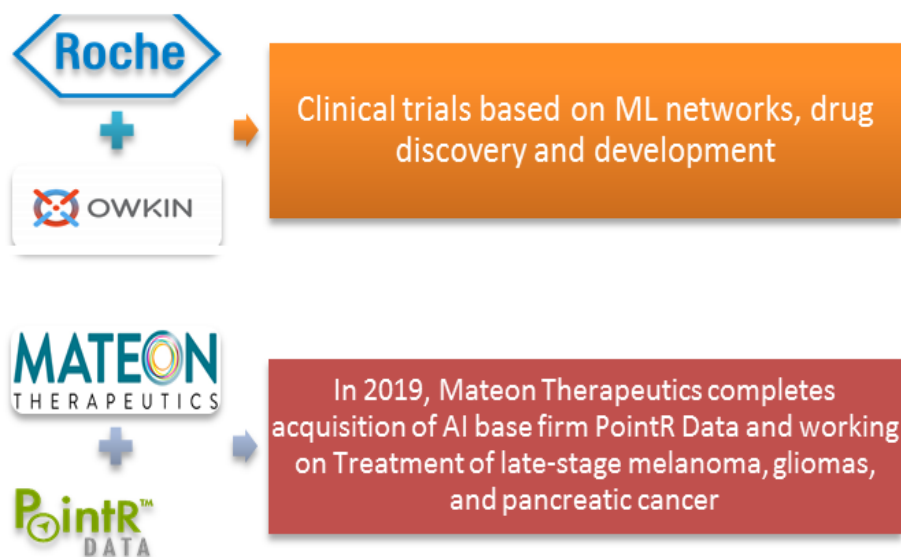 Roche
OWKIN
Clinical trials based on ML networks, drug
discovery and development
MATEON
THERAPEUTICS
PointR™
DATA
In 2019, Mateon Therapeutics completes
acquisition of AI base firm PointR Data and working
on Treatment of late-stage melanoma, gliomas,
and pancreatic cancer